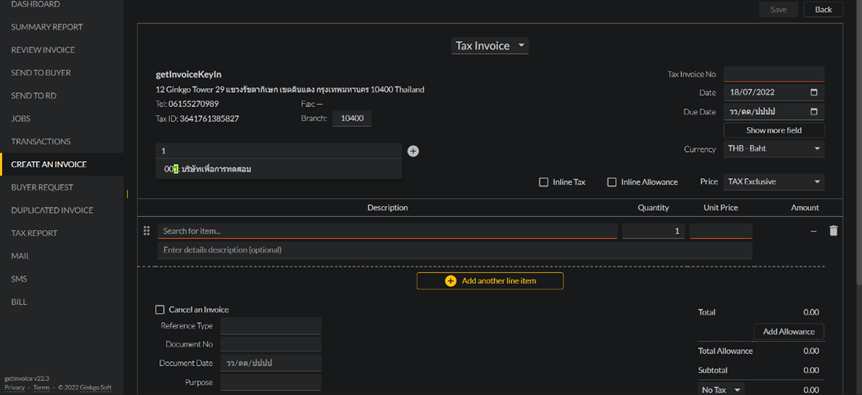 DASHBOARD
SUMMARY REPORT
REVIEW INVOICE
SEND TO BUYER
SEND TO RD
JOBS
TRANSACTIONS
CREATE AN INVOICE
BUYER REQUEST
DUPLICATED INVOICE
TAX REPORT
MAIL
SMS
BILL
getInvoice v22.3
Privacy - Terms - © 2022 Ginkgo Soft
Save Back
Tax Invoice
getInvoiceKeyIn
12 Ginkgo Tower 29 แขวงรัชดาภิเษก เขตดินแดง กรุงเทพมหานคร 10400 Thailand
Tel: 06155270989 Fax: —
Tax ID: 3641761385827 Branch: 10400
Tax Invoice No
Date 18/07/2022
Due Date วว/ดด/ปปปป
Show more field
Currency THB - Baht
1
001: บริษัทเพื่อการทดสอบ
Inline Tax Inline Allowance Price TAX Exclusive
Description Quantity Unit Price Amount
Search for item... 1 –
Enter details description (optional)
Add another line item
Cancel an Invoice
Reference Type
Document No
Document Date วว/ดด/ปปปป
Purpose
Total 0.00
Add Allowance
Total Allowance 0.00
Subtotal 0.00
No Tax 0.00